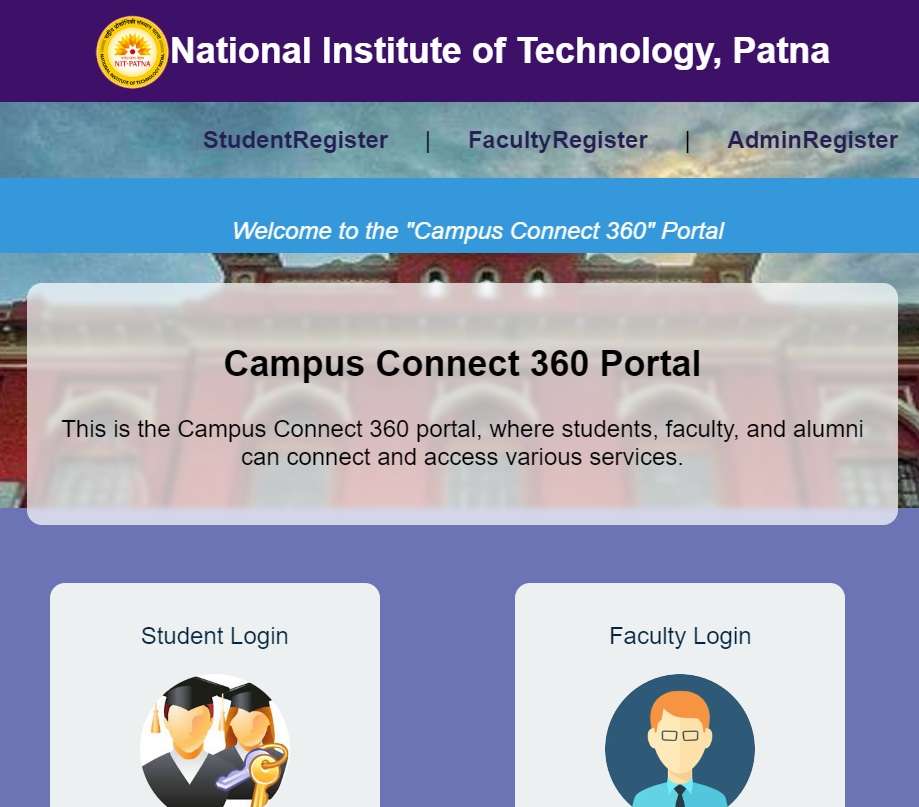 NIT-PATNA
National Institute of Technology, Patna
StudentRegister | FacultyRegister | AdminRegister
Welcome to the "Campus Connect 360" Portal
Campus Connect 360 Portal
This is the Campus Connect 360 portal, where students, faculty, and alumni
can connect and access various services.
Student Login
Faculty Login